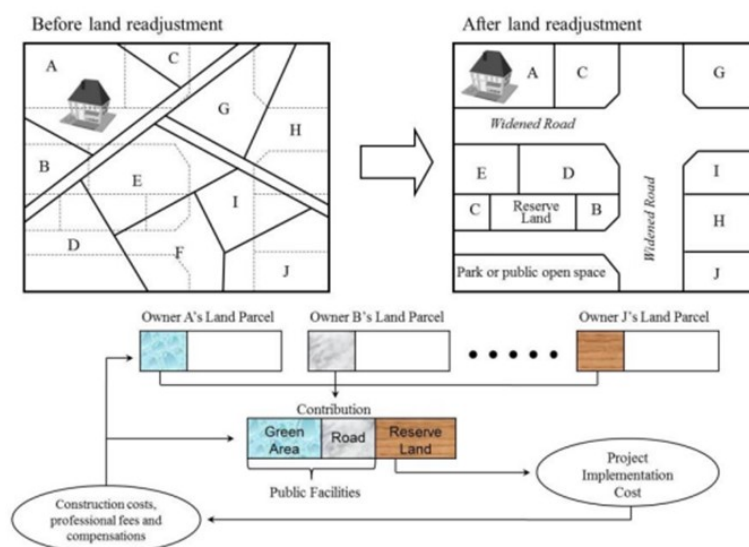 Before land readjustment
After land readjustment
A
C
G
H
B
E
I
D
F
J
A
C
G
Widened Road
E
D
I
C
Reserve
Land
B
H
Widened Road
Park or public open space
J
Owner A's Land Parcel
Owner B's Land Parcel
Owner J's Land Parcel
Contribution
Green
Area
Road
Reserve
Land
Public Facilities
Project
Implementation
Cost
Construction costs,
professional fees and
compensations